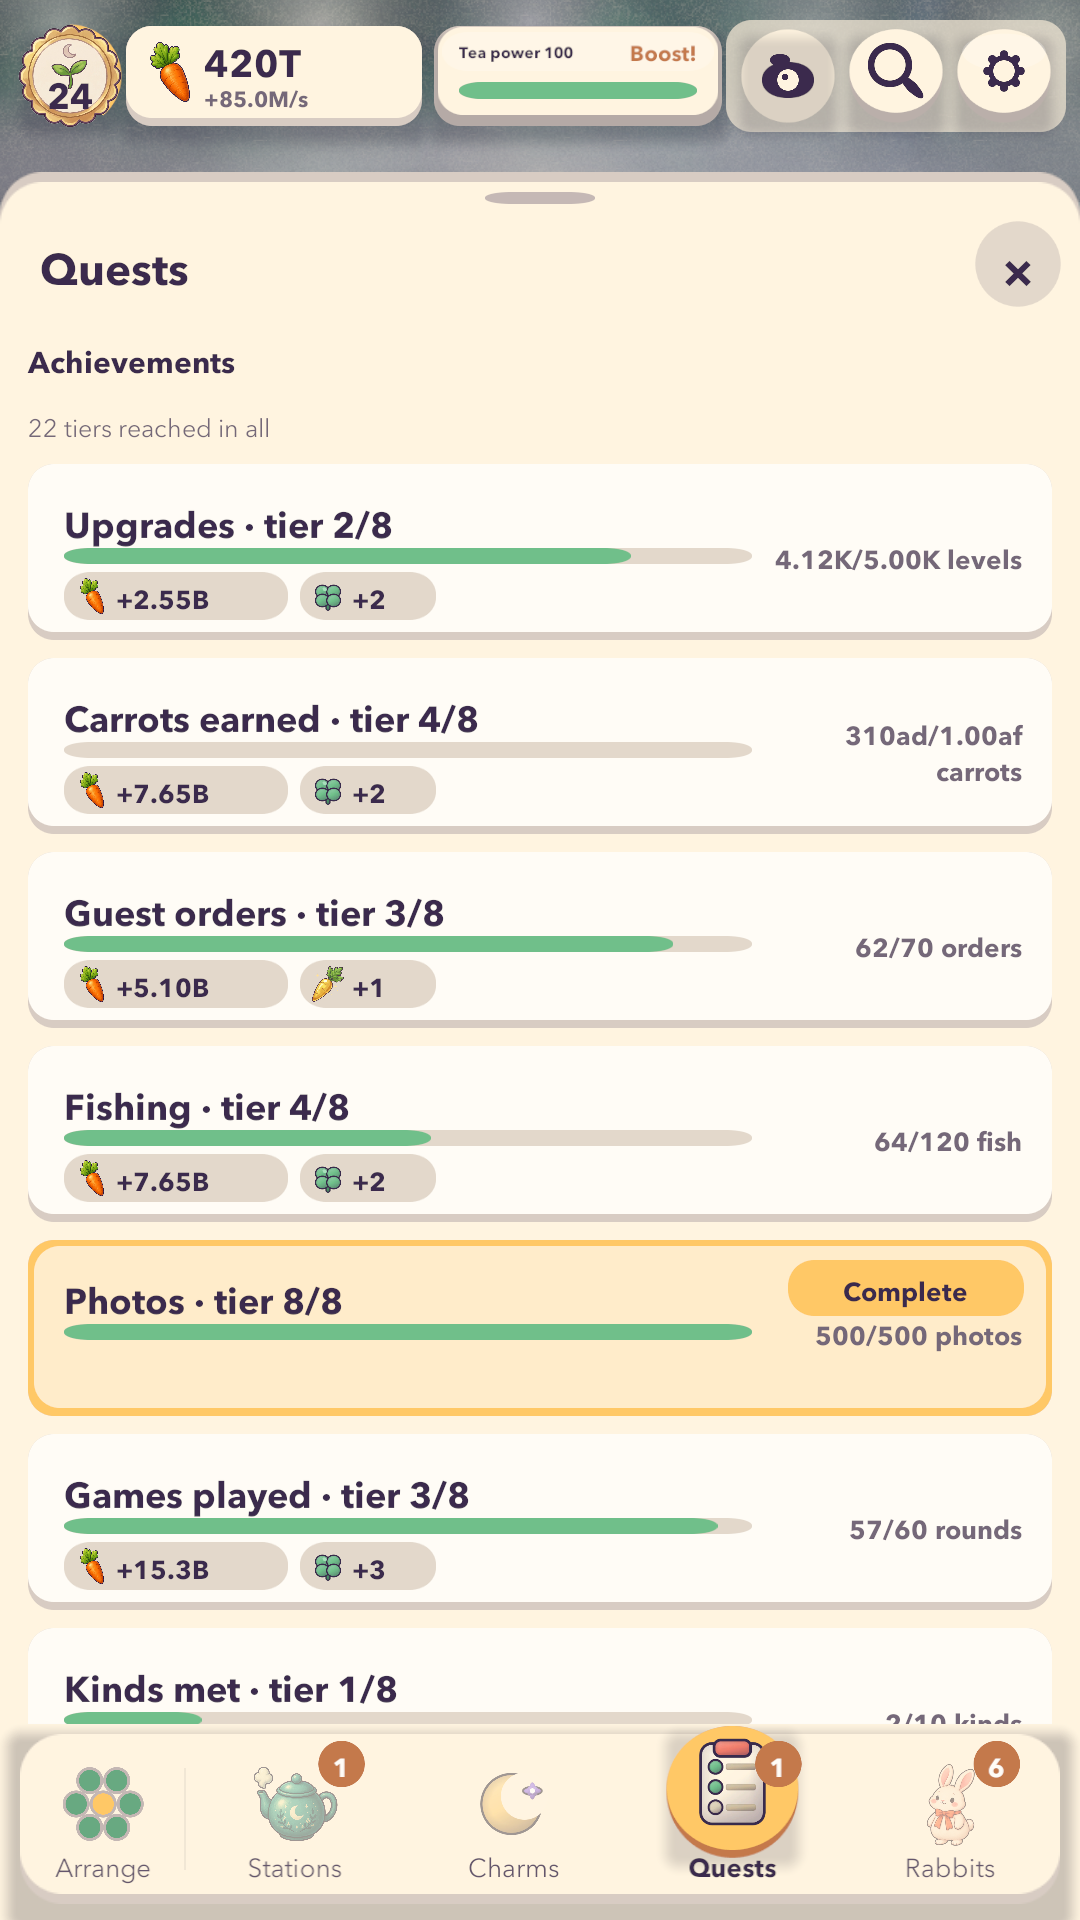 24
420T
+85.0M/s
Tea power 100
Boost!
Quests
Achievements
22 tiers reached in all
Upgrades · tier 2/8
4.12K/5.00K levels
+2.55B
+2
Carrots earned · tier 4/8
310ad/1.00af
carrots
+7.65B
+2
Guest orders · tier 3/8
62/70 orders
+5.10B
+1
Fishing · tier 4/8
64/120 fish
+7.65B
+2
Photos · tier 8/8
Complete
500/500 photos
Games played · tier 3/8
57/60 rounds
+15.3B
+3
Kinds met · tier 1/8
2/10 kinds
1
1
6
Arrange
Stations
Charms
Quests
Rabbits